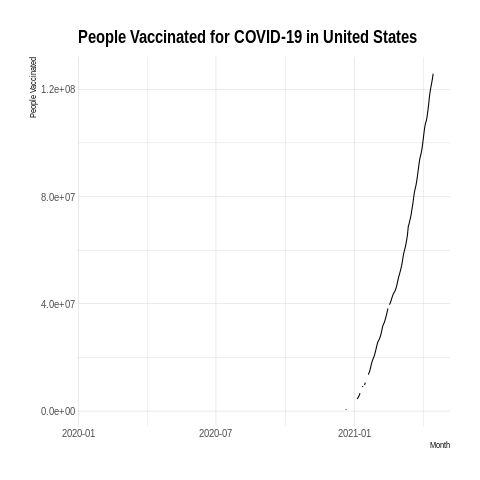 People Vaccinated for COVID-19 in United States
People Vaccinated
1.2e+08
8.0e+07
4.0e+07
0.0e+00
2020-01
2020-07
2021-01
Month